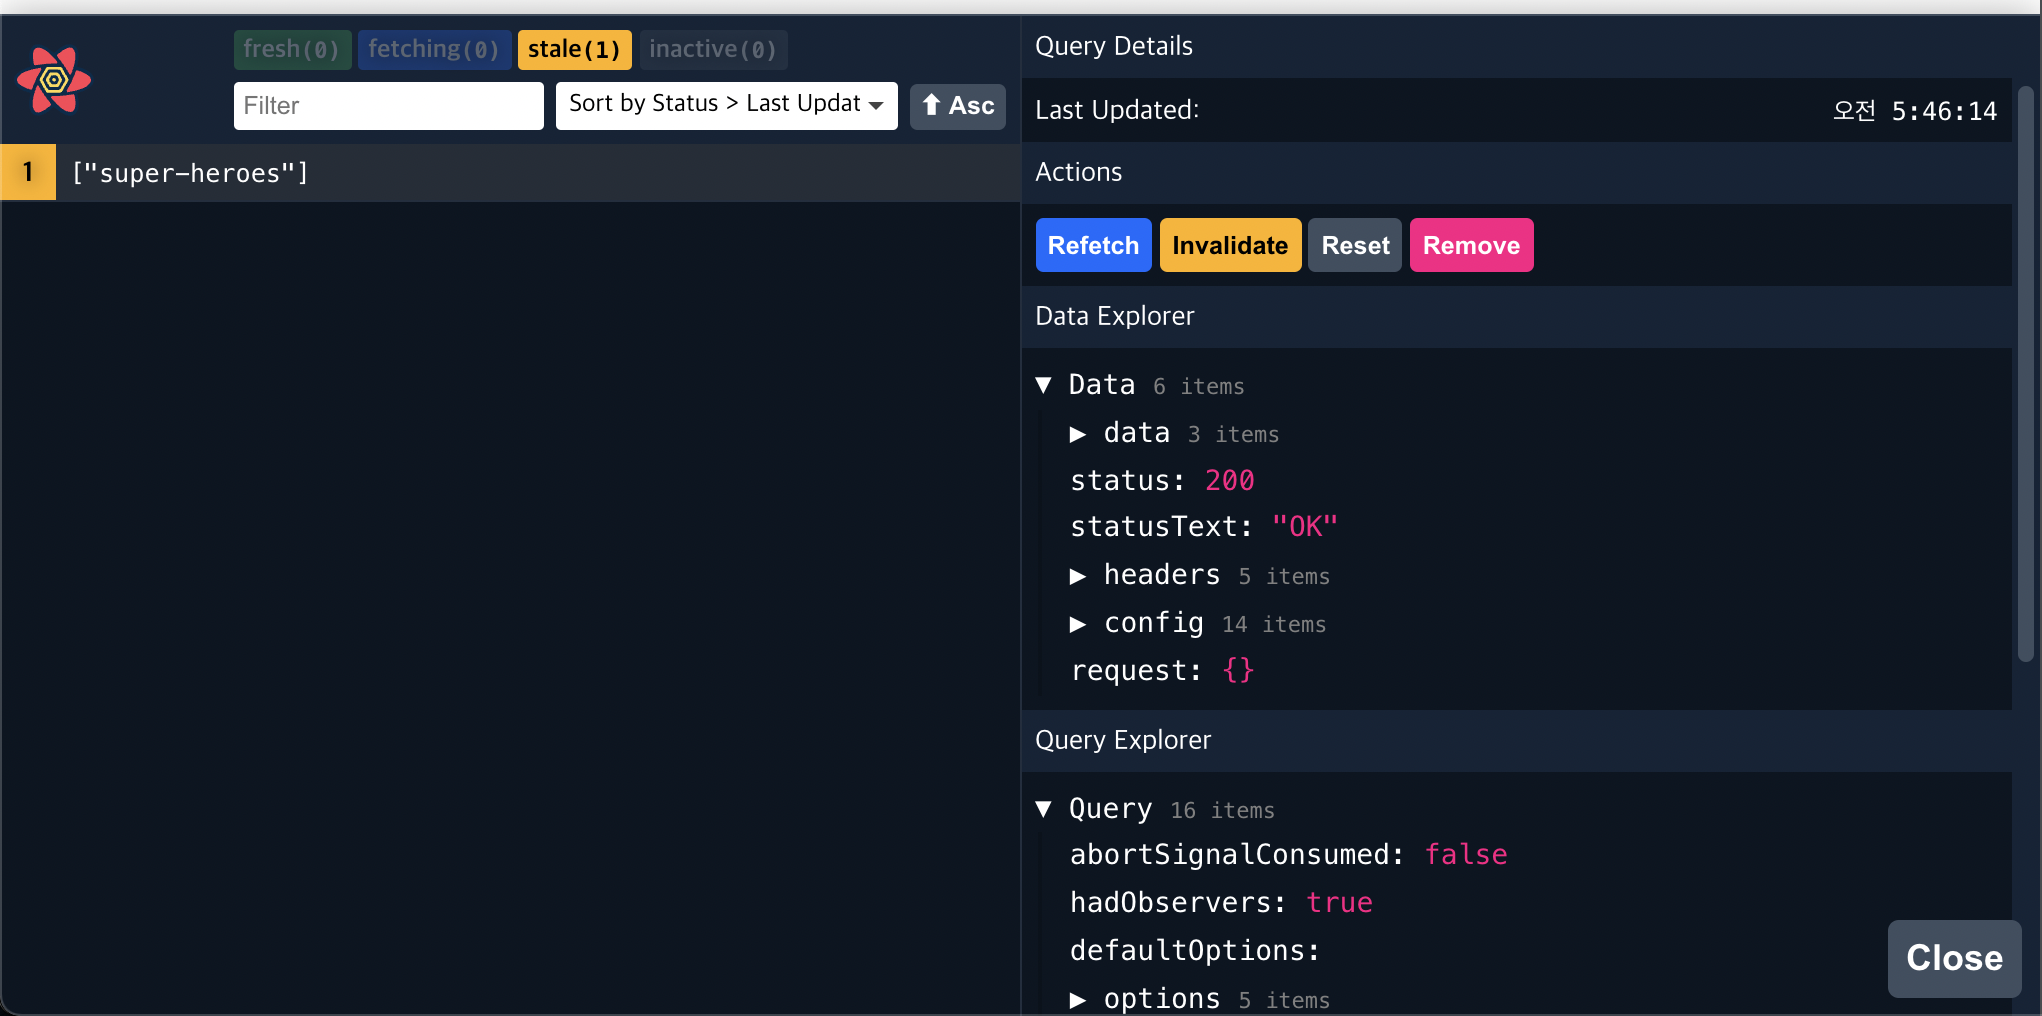 fresh(0) fetching(0) stale(1) inactive(0)
Filter Sort by Status > Last Updat ⬆ Asc
1 ["super-heroes"]
Query Details
Last Updated: 오전 5:46:14
Actions
Refetch Invalidate Reset Remove
Data Explorer
▼ Data 6 items
▶ data 3 items
status: 200
statusText: "OK"
▶ headers 5 items
▶ config 14 items
request: {}
Query Explorer
▼ Query 16 items
abortSignalConsumed: false
hadObservers: true
defaultOptions:
▶ options 5 items
Close